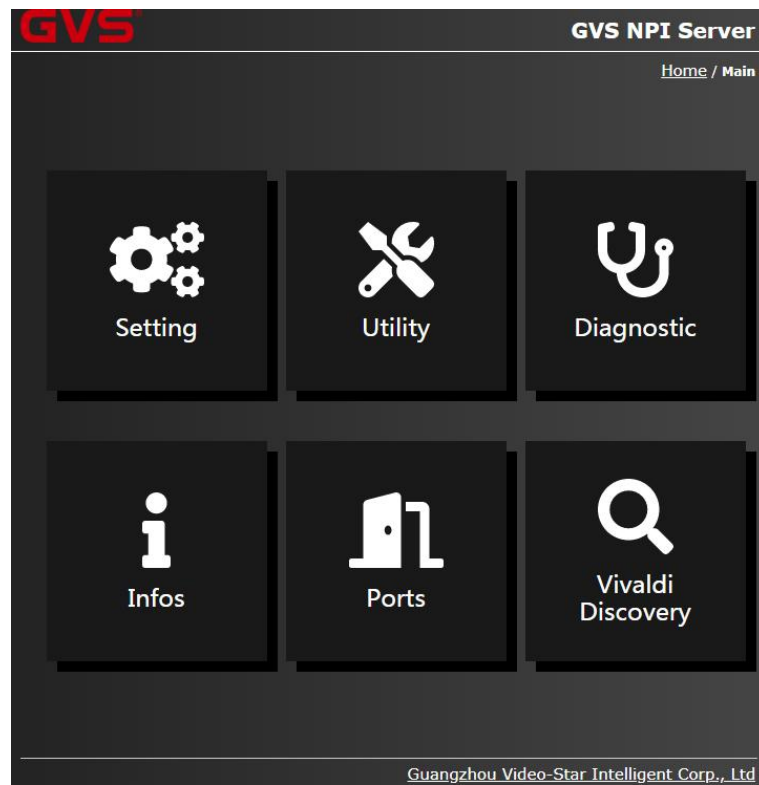 GVS
GVS NPI Server
Home / Main
Setting
Utility
Diagnostic
Infos
Ports
Vivaldi
Discovery
Guangzhou Video-Star Intelligent Corp., Ltd